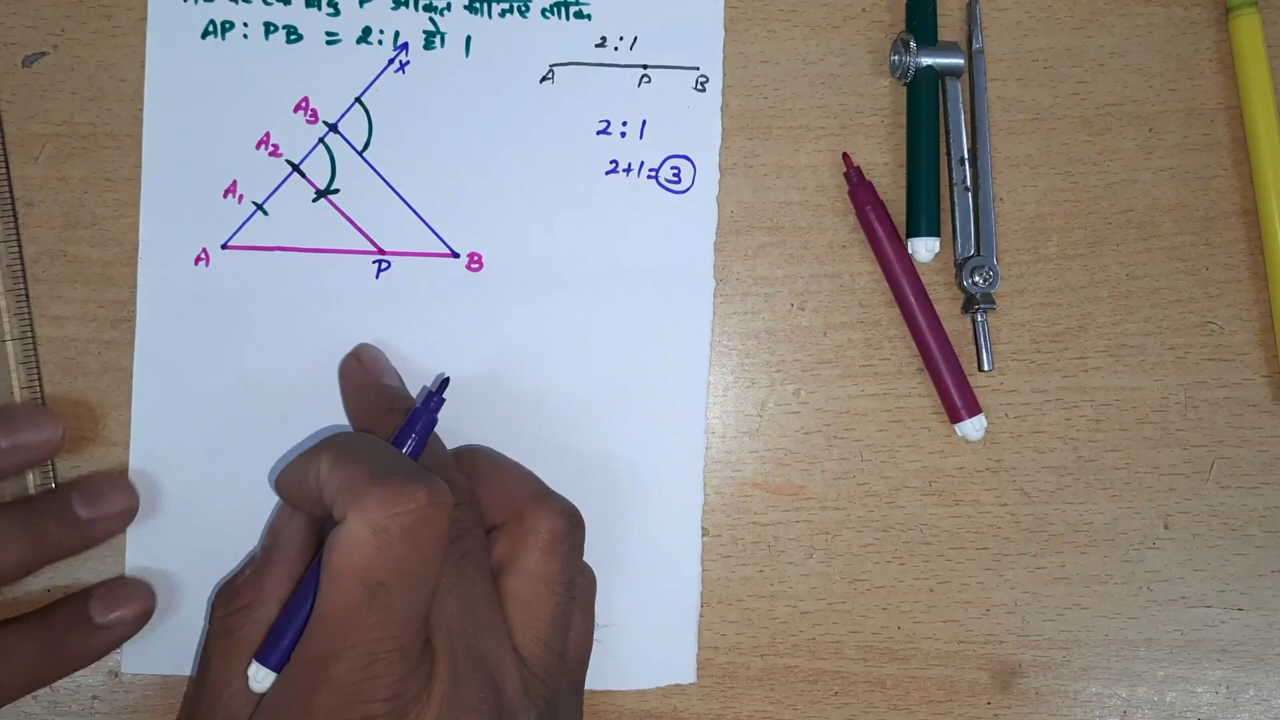 P अंकित कीजिए ताकि
AP : PB = 2:1 हो ।
2:1
A P B
2:1
2+1=3
X
A3
A2
A1
A P B